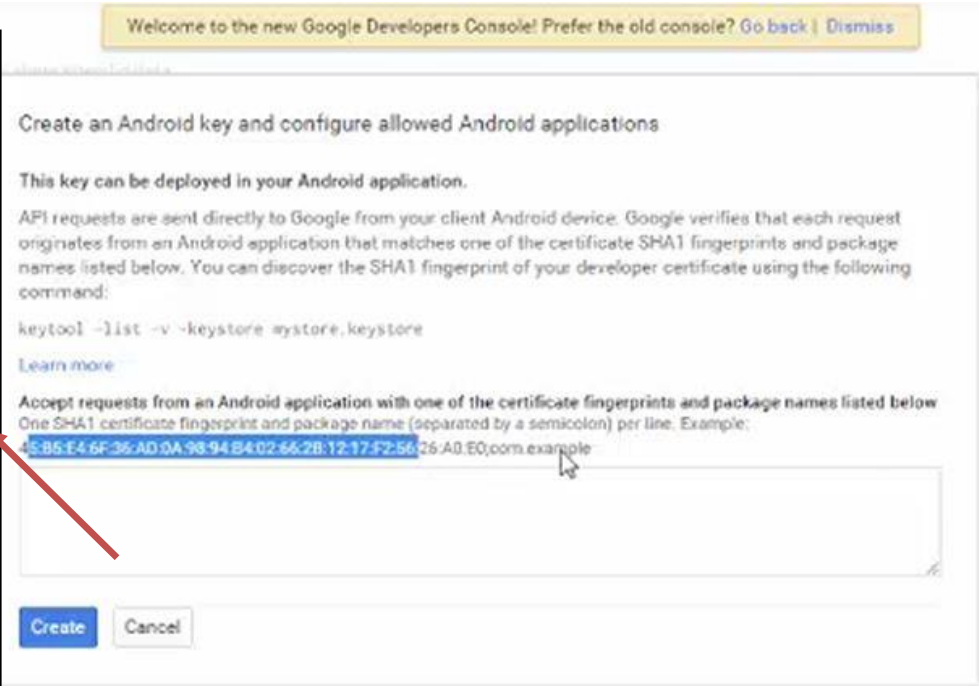 Welcome to the new Google Developers Console! Prefer the old console? Go back | Dismiss
Create an Android key and configure allowed Android applications
This key can be deployed in your Android application.
API requests are sent directly to Google from your client Android device. Google verifies that each request
originates from an Android application that matches one of the certificate SHA1 fingerprints and package
names listed below. You can discover the SHA1 fingerprint of your developer certificate using the following
command:
keytool -list -v -keystore mystore.keystore
Learn more
Accept requests from an Android application with one of the certificate fingerprints and package names listed below
One SHA1 certificate fingerprint and package name (separated by a semicolon) per line. Example:
45:B5:E4:6F:36:AD:0A:98:94:B4:02:66:2B:12:17:F2:56:26:A0:E0;com.example
Create Cancel